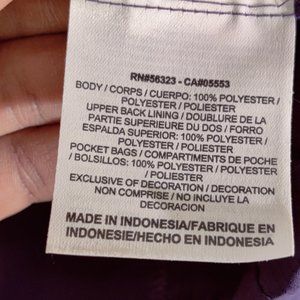 RN#56323 - CA#05553
BODY / CORPS / CUERPO: 100% POLYESTER /
POLYESTER / POLIESTER
UPPER BACK LINING / DOUBLURE DE LA
PARTIE SUPERIEURE DU DOS / FORRO
ESPALDA SUPERIOR: 100% POLYESTER /
POLYESTER / POLIESTER
POCKET BAGS / COMPARTIMENTS DE POCHE
/ BOLSILLOS: 100% POLYESTER / POLYESTER
/ POLIESTER
EXCLUSIVE OF DECORATION / DECORATION
NON COMPRISE / NO INCLUYE LA
DECORACION
MADE IN INDONESIA/FABRIQUE EN
INDONESIE/HECHO EN INDONESIA